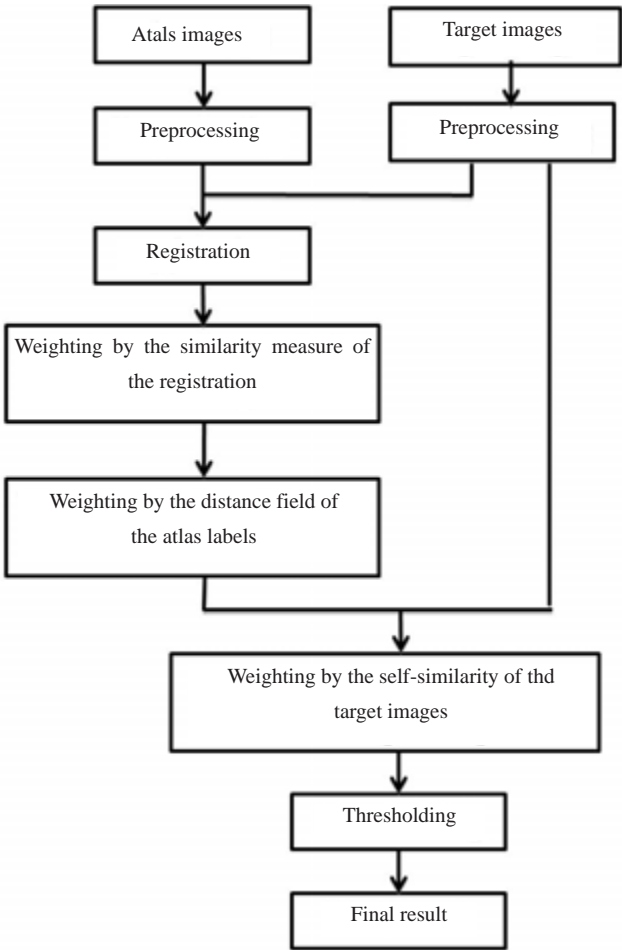 Atals images
Target images
Preprocessing
Preprocessing
Registration
Weighting by the similarity measure of
the registration
Weighting by the distance field of
the atlas labels
Weighting by the self-similarity of thd
target images
Thresholding
Final result